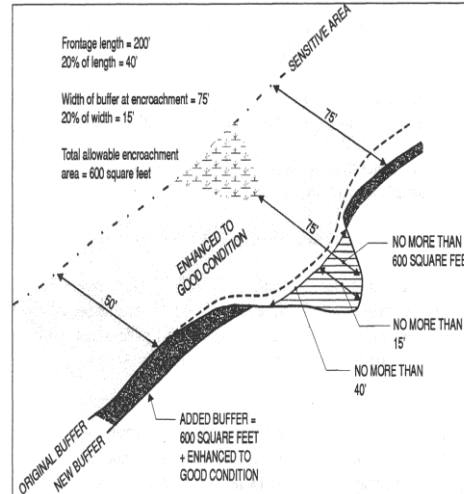 Frontage length = 200'
20% of length = 40'
Width of buffer at encroachment = 75'
20% of width = 15'
Total allowable encroachment
area = 600 square feet
SENSITIVE AREA
75'
75'
ENHANCED TO
GOOD CONDITION
50'
NO MORE THAN
600 SQUARE FEE
NO MORE THAN
15'
NO MORE THAN
40'
ADDED BUFFER =
600 SQUARE FEET
+ ENHANCED TO
GOOD CONDITION
ORIGINAL BUFFER
NEW BUFFER